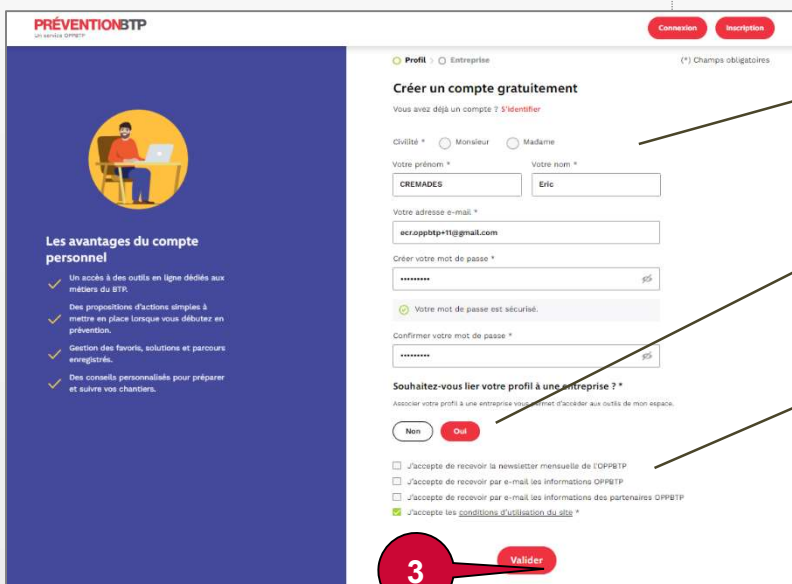 PRÉVENTIONBTP
Un service OPPBTP
Connexion
Inscription
Profil > Entreprise
(*) Champs obligatoires
Créer un compte gratuitement
Vous avez déjà un compte ? S'identifier
Civilité * Monsieur Madame
Votre prénom * Votre nom *
CREMADES Eric
Votre adresse e-mail *
ecr.oppbtp+11@gmail.com
Créer votre mot de passe *
•••••••••
Votre mot de passe est sécurisé.
Confirmer votre mot de passe *
•••••••••
Souhaitez-vous lier votre profil à une entreprise ? *
Associer votre profil à une entreprise vous permet d'accéder aux outils de mon espace.
Non Oui
J'accepte de recevoir la newsletter mensuelle de l'OPPBTP
J'accepte de recevoir par e-mail les informations OPPBTP
J'accepte de recevoir par e-mail les informations des partenaires OPPBTP
J'accepte les conditions d'utilisation du site *
Valider
3
Les avantages du compte
personnel
Un accès à des outils en ligne dédiés aux
métiers du BTP.
Des propositions d'actions simples à
mettre en place lorsque vous débutez en
prévention.
Gestion des favoris, solutions et parcours
enregistrés.
Des conseils personnalisés pour préparer
et suivre vos chantiers.